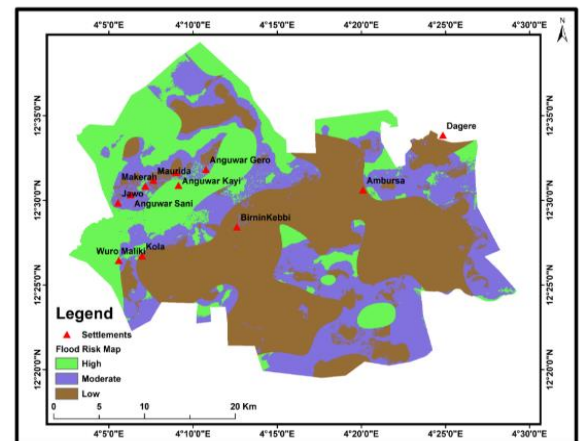 4°5'0"E 4°10'0"E 4°15'0"E 4°20'0"E 4°25'0"E 4°30'0"E
N
12°35'0"N 12°35'0"N
Dagere
Anguwar Gero
Maurida
Makerah
Anguwar Kayi
12°30'0"N 12°30'0"N
Jawo
Ambursa
Anguwar Sani
BirninKebbi
Kola
Wuro Maliki
12°25'0"N 12°25'0"N
Legend
Settlements
Flood Risk Map
High
Moderate
Low
12°20'0"N 12°20'0"N
0 5 10 20 Km
4°5'0"E 4°10'0"E 4°15'0"E 4°20'0"E 4°25'0"E 4°30'0"E